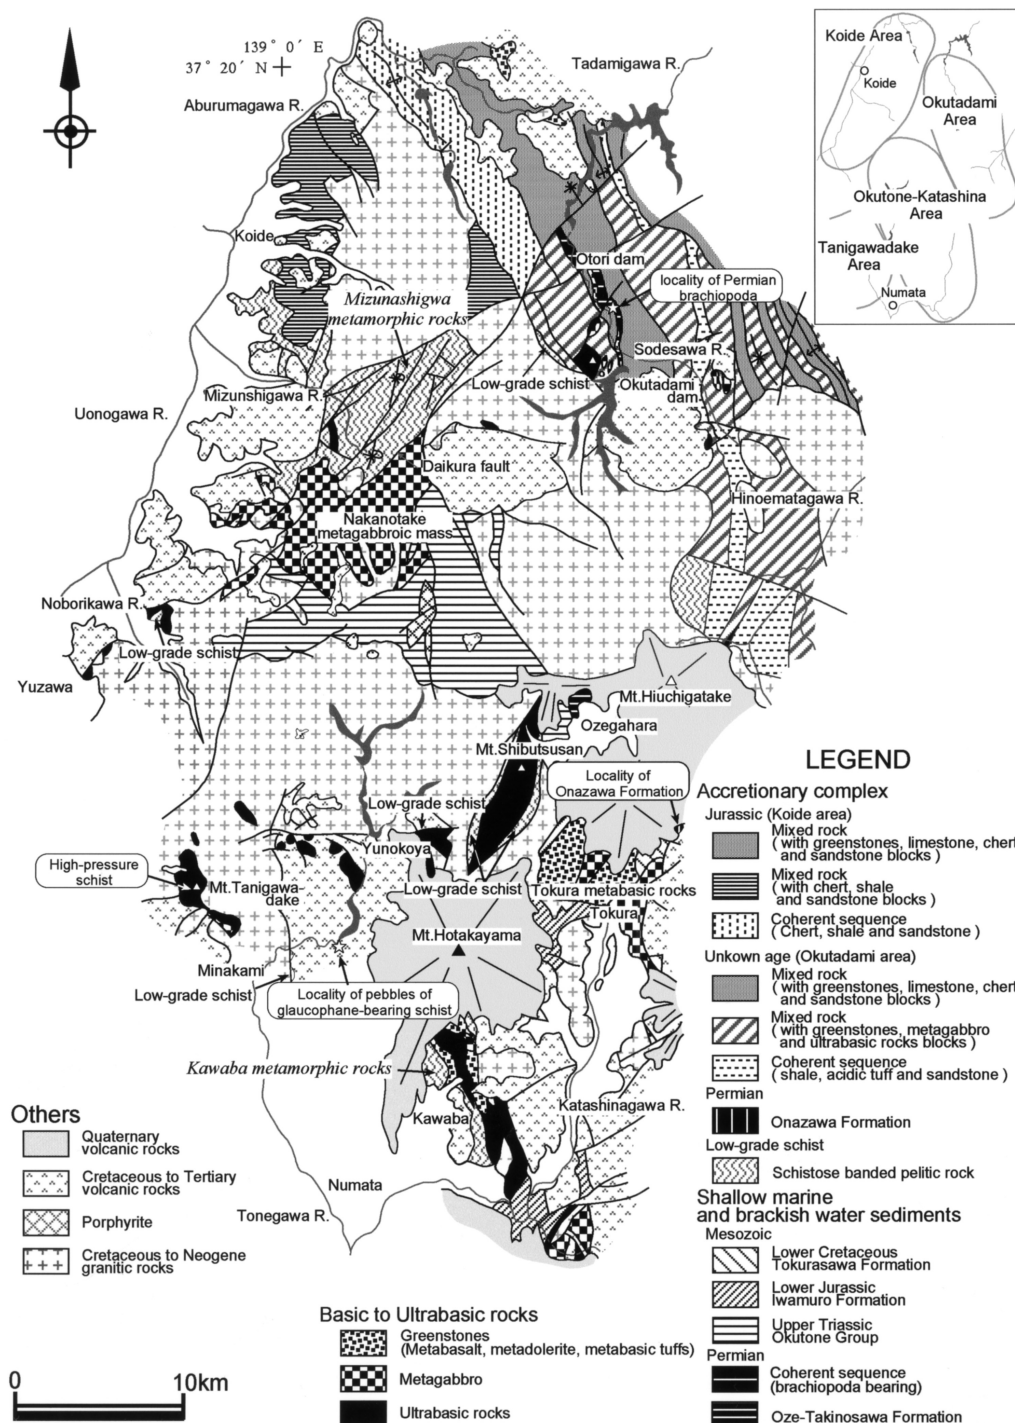 139° 0´ E
37° 20´ N
Tadamigawa R.
Aburumagawa R.
Koide Area
Koide
Okutadami
Area
Okutone-Katashina
Area
Tanigawadake
Area
Numata
Koide
Otori dam
locality of Permian
brachiopoda
Mizunashigwa
metamorphic rocks
Sodesawa R.
Low-grade schist
Okutadami
dam
Mizunshigawa R.
Uonogawa R.
Daikura fault
Hinoematagawa R.
Nakanotake
metagabbroic mass
Noborikawa R.
Low-grade schist
Yuzawa
Mt.Hiuchigatake
Ozegahara
Mt.Shibutsusan
Locality of
Onazawa Formation
Low-grade schist
Yunokoya
High-pressure
schist
Mt.Tanigawa-
dake
Low-grade schist
Tokura metabasic rocks
Tokura
Mt.Hotakayama
Minakami
Low-grade schist
Locality of pebbles of
glaucophane-bearing schist
Kawaba metamorphic rocks
Kawaba
Katashinagawa R.
Numata
Tonegawa R.
LEGEND
Accretionary complex
Jurassic (Koide area)
Mixed rock
( with greenstones, limestone, chert
and sandstone blocks )
Mixed rock
( with chert, shale
and sandstone blocks )
Coherent sequence
( Chert, shale and sandstone )
Unkown age (Okutadami area)
Mixed rock
( with greenstones, limestone, chert
and sandstone blocks )
Mixed rock
( with greenstones, metagabbro
and ultrabasic rocks blocks )
Coherent sequence
( shale, acidic tuff and sandstone )
Permian
Onazawa Formation
Low-grade schist
Schistose banded pelitic rock
Shallow marine
and brackish water sediments
Mesozoic
Lower Cretaceous
Tokurasawa Formation
Lower Jurassic
Iwamuro Formation
Upper Triassic
Okutone Group
Permian
Coherent sequence
(brachiopoda bearing)
Oze-Takinosawa Formation
Others
Quaternary
volcanic rocks
Cretaceous to Tertiary
volcanic rocks
Porphyrite
Cretaceous to Neogene
granitic rocks
Basic to Ultrabasic rocks
Greenstones
(Metabasalt, metadolerite, metabasic tuffs)
Metagabbro
Ultrabasic rocks
0 10km